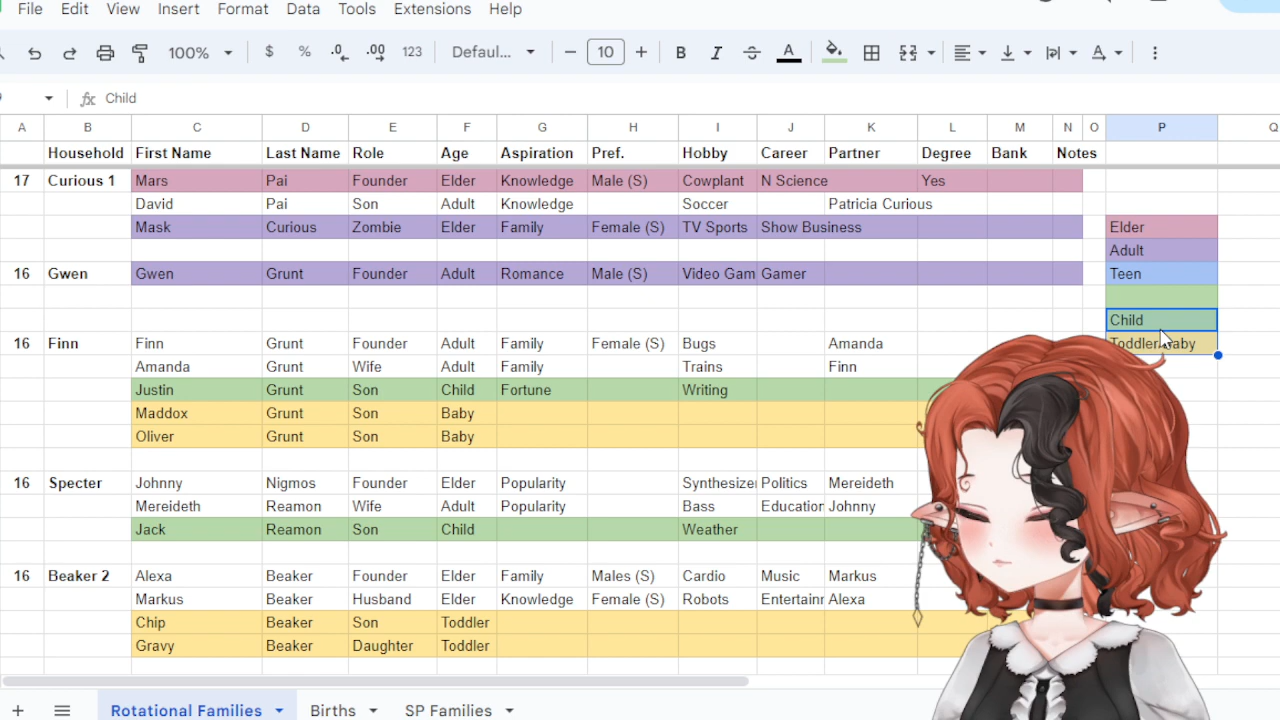 File Edit View Insert Format Data Tools Extensions Help
100% $ % .0 .00 123 Defaul... 10 B I S A A
fx Child
A B C D E F G H I J K L M N O P Q
Household First Name Last Name Role Age Aspiration Pref. Hobby Career Partner Degree Bank Notes
17 Curious 1 Mars Pai Founder Elder Knowledge Male (S) Cowplant N Science Yes
David Pai Son Adult Knowledge Soccer Patricia Curious
Mask Curious Zombie Elder Family Female (S) TV Sports Show Business Elder
Adult
16 Gwen Gwen Grunt Founder Adult Romance Male (S) Video Gam Gamer Teen
Child
16 Finn Finn Grunt Founder Adult Family Female (S) Bugs Amanda Toddler/Baby
Amanda Grunt Wife Adult Family Trains Finn
Justin Grunt Son Child Fortune Writing
Maddox Grunt Son Baby
Oliver Grunt Son Baby
16 Specter Johnny Nigmos Founder Elder Popularity Synthesize Politics Mereideth
Mereideth Reamon Wife Adult Popularity Bass Education Johnny
Jack Reamon Son Child Weather
16 Beaker 2 Alexa Beaker Founder Elder Family Males (S) Cardio Music Markus
Markus Beaker Husband Elder Knowledge Female (S) Robots Entertainr Alexa
Chip Beaker Son Toddler
Gravy Beaker Daughter Toddler
Rotational Families Births SP Families